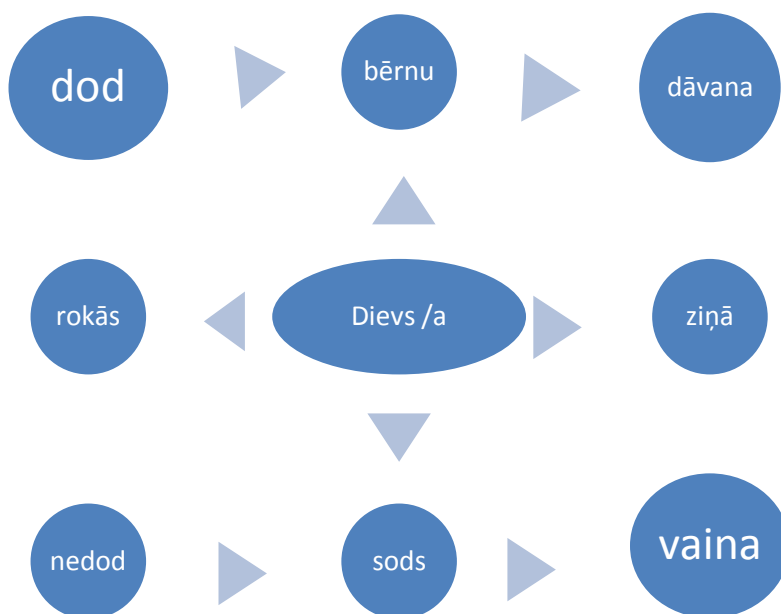 dod
bērnu
dāvana
rokās
Dievs /a
ziņā
nedod
sods
vaina